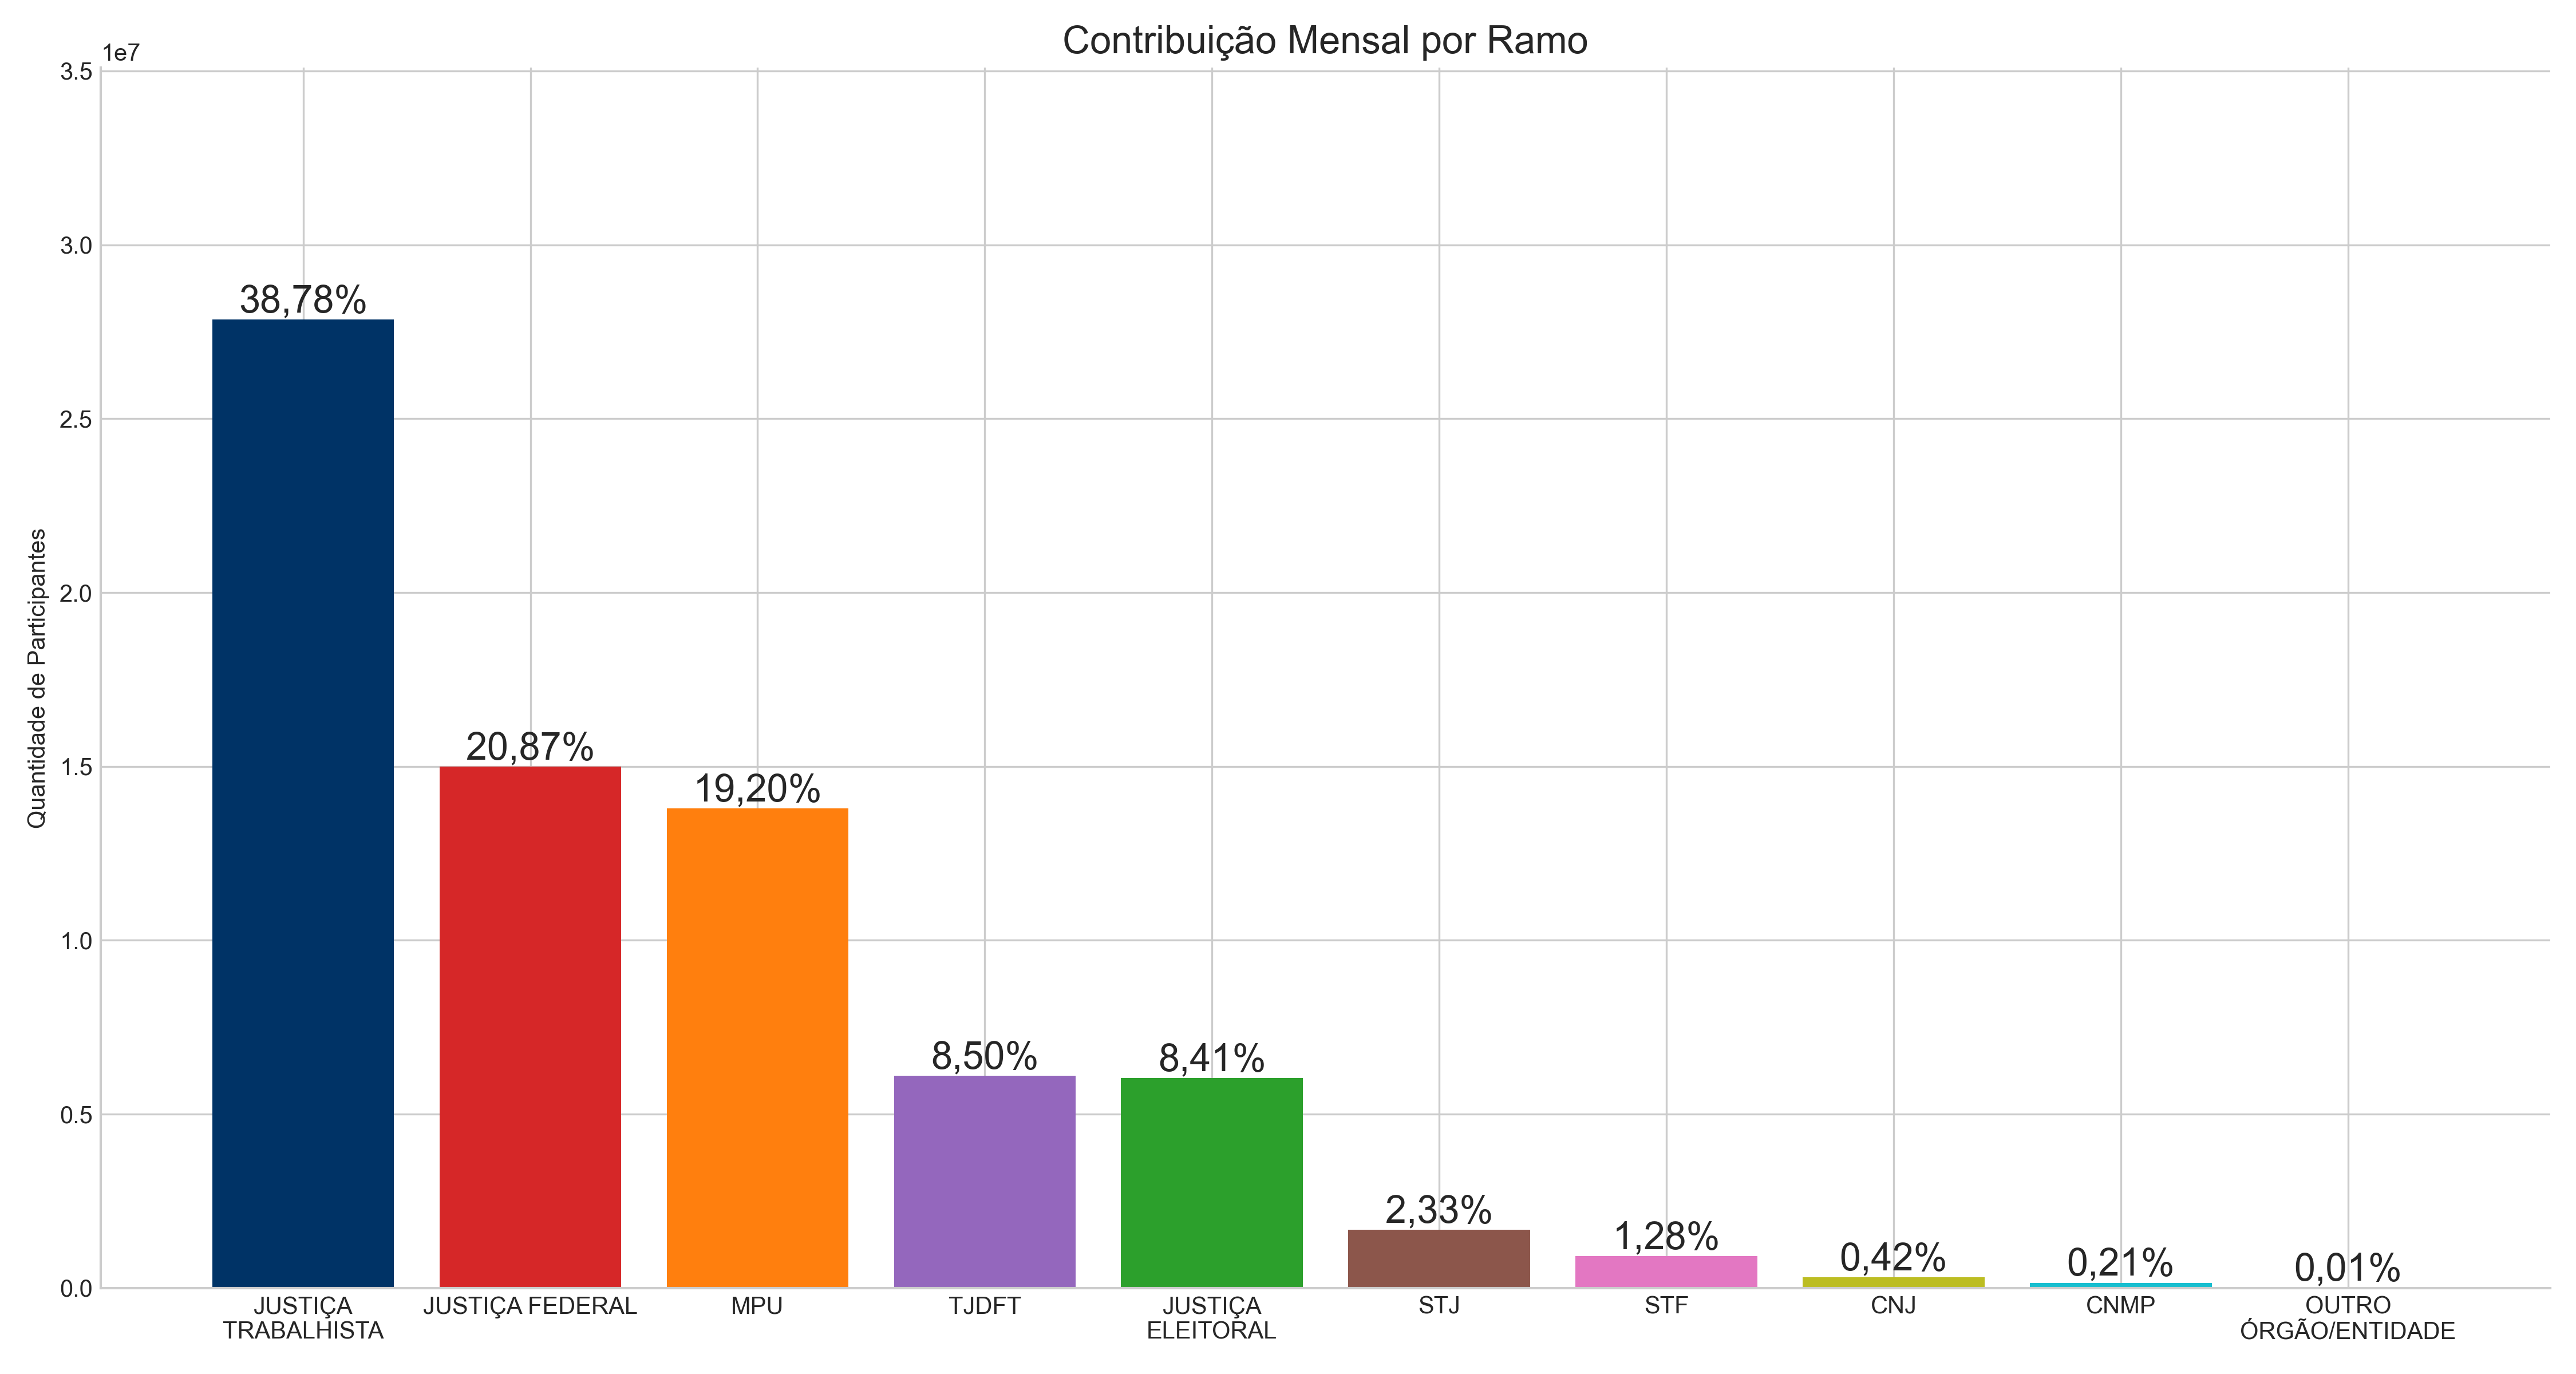 Contribuição Mensal por Ramo
1e7
3.5
3.0
2.5
2.0
1.5
1.0
0.5
0.0
Quantidade de Participantes
38,78%
20,87%
19,20%
8,50%
8,41%
2,33%
1,28%
0,42%
0,21%
0,01%
JUSTIÇA
TRABALHISTA
JUSTIÇA FEDERAL
MPU
TJDFT
JUSTIÇA
ELEITORAL
STJ
STF
CNJ
CNMP
OUTRO
ÓRGÃO/ENTIDADE